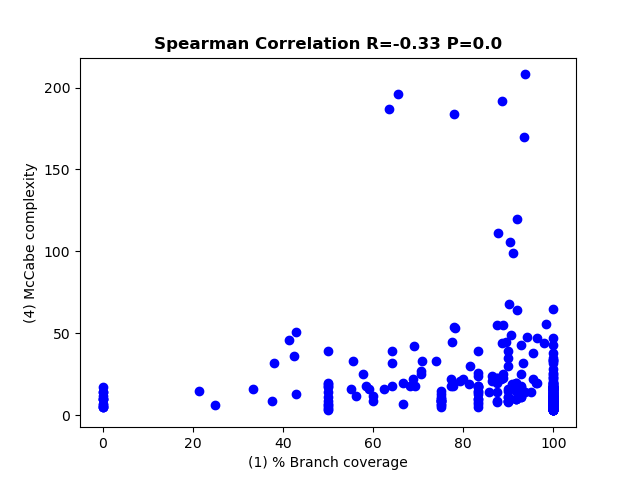 Spearman Correlation R=-0.33 P=0.0
(4) McCabe complexity
200
150
100
50
0
0 20 40 60 80 100
(1) % Branch coverage